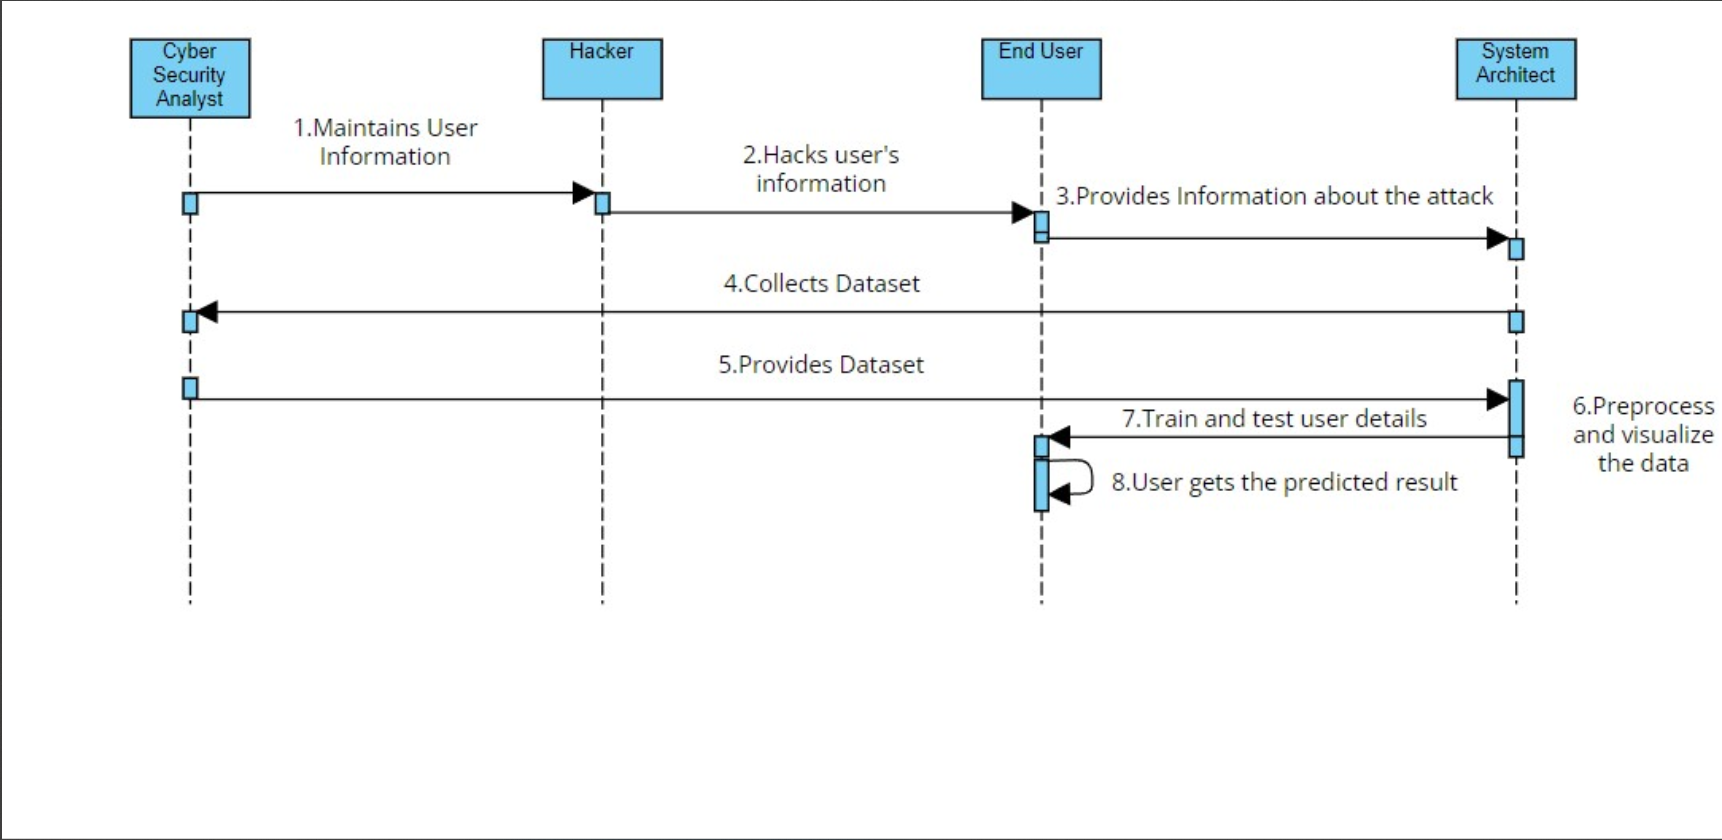 Cyber
Security
Analyst
Hacker
End User
System
Architect
1.Maintains User
Information
2.Hacks user's
information
3.Provides Information about the attack
4.Collects Dataset
5.Provides Dataset
6.Preprocess
and visualize
the data
7.Train and test user details
8.User gets the predicted result